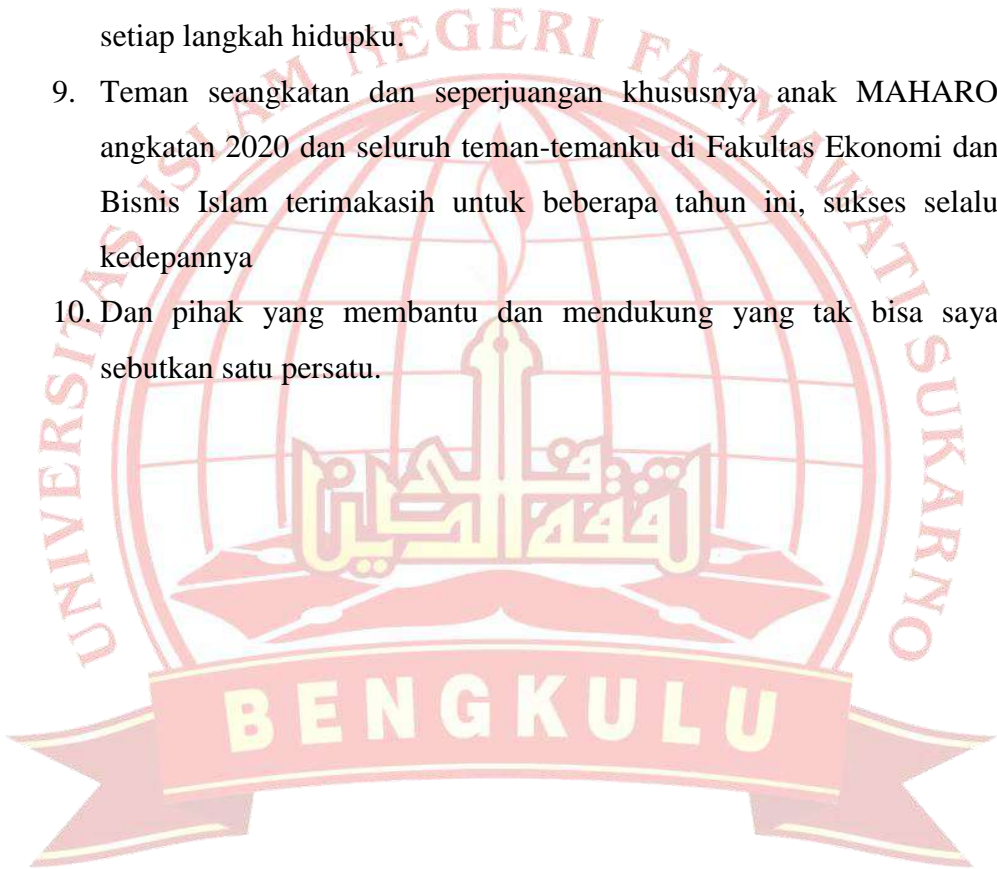 setiap langkah hidupku.
9. Teman seangkatan dan seperjuangan khususnya anak MAHARO
angkatan 2020 dan seluruh teman-temanku di Fakultas Ekonomi dan
Bisnis Islam terimakasih untuk beberapa tahun ini, sukses selalu
kedepannya
10. Dan pihak yang membantu dan mendukung yang tak bisa saya
sebutkan satu persatu.
UNIVERSITAS ISLAM NEGERI FATMAWATI SUKARNO
BENGKULU